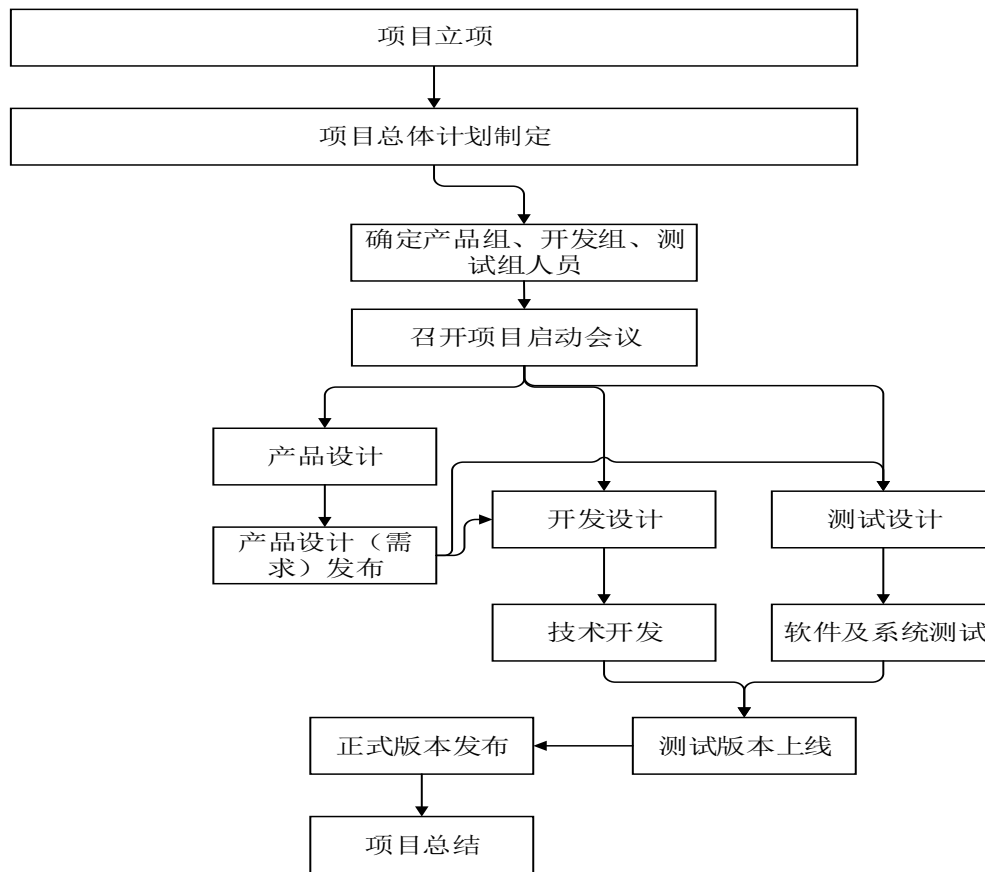 项目立项
项目总体计划制定
确定产品组、开发组、测
试组人员
召开项目启动会议
产品设计
产品设计（需
求）发布
开发设计
测试设计
技术开发
软件及系统测试
正式版本发布
测试版本上线
项目总结